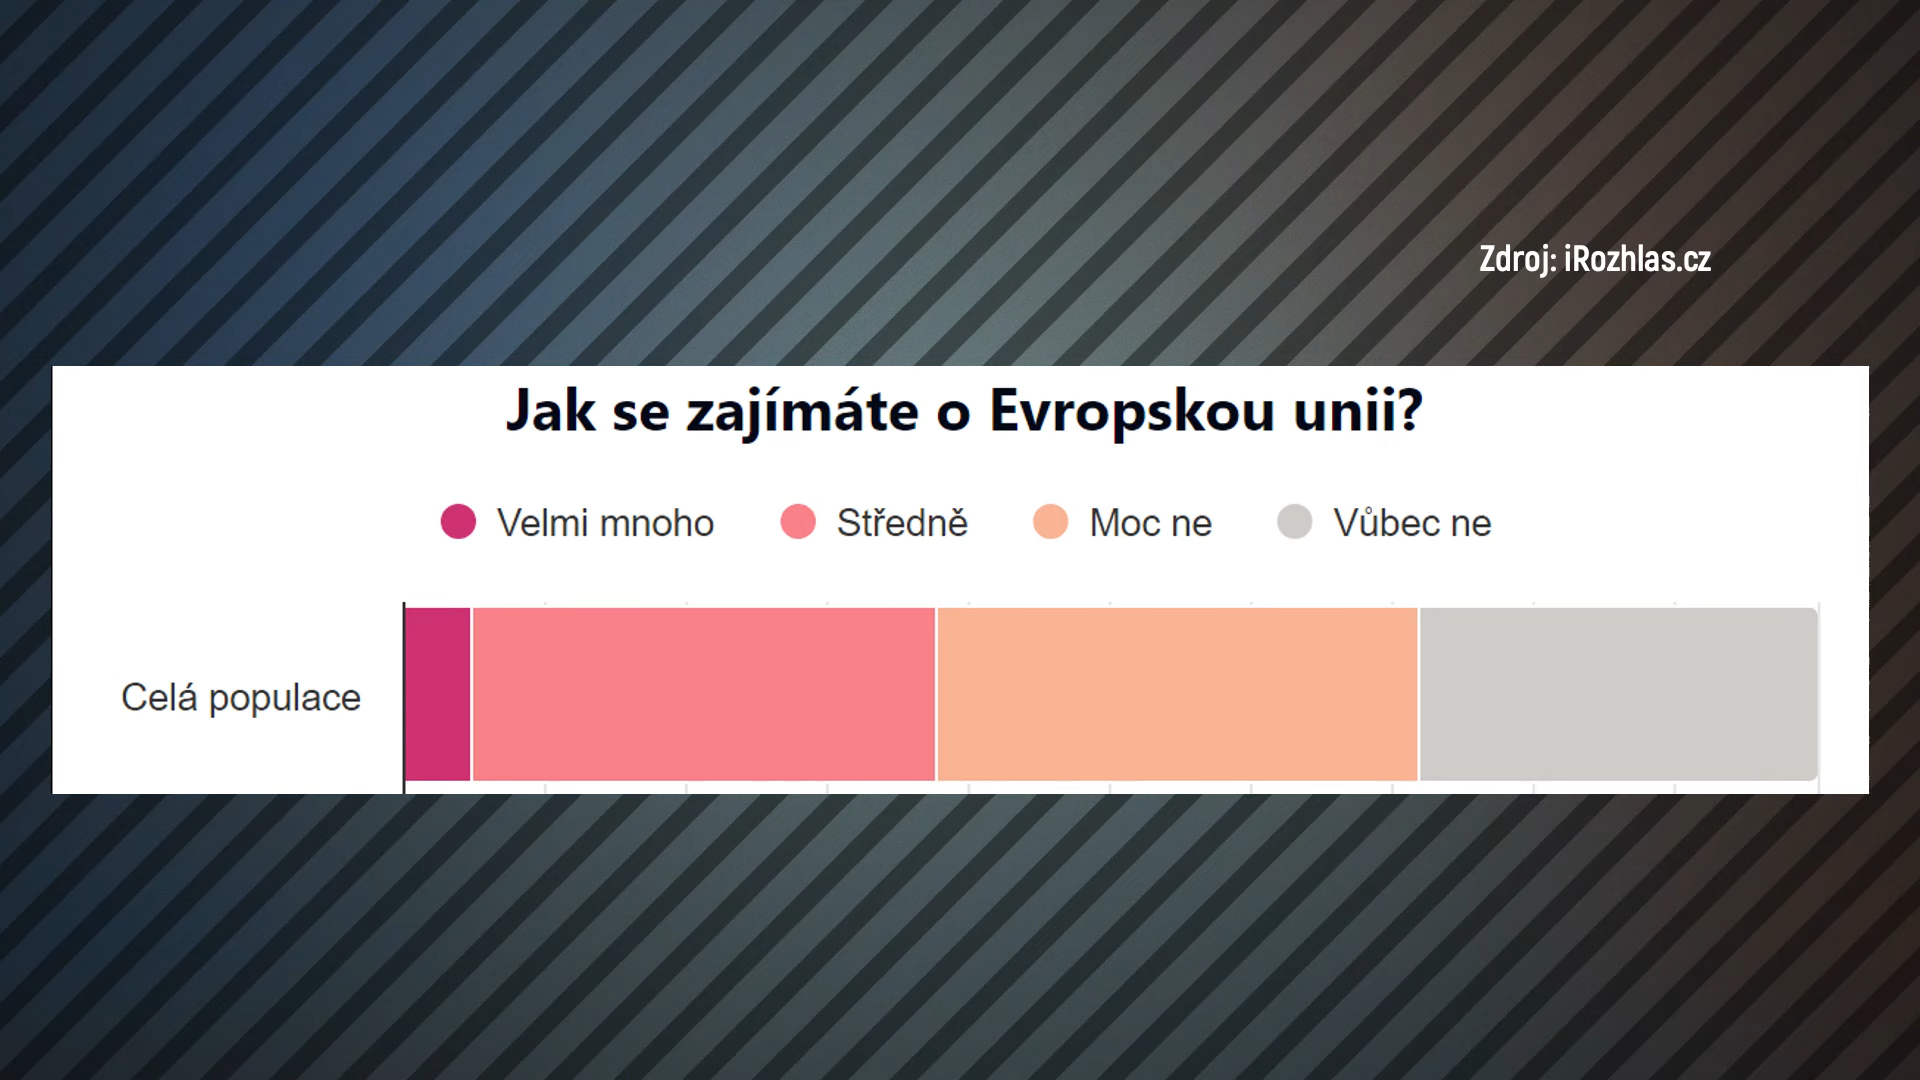 Zdroj: iRozhlas.cz
Jak se zajímáte o Evropskou unii?
Velmi mnoho Středně Moc ne Vůbec ne
Celá populace